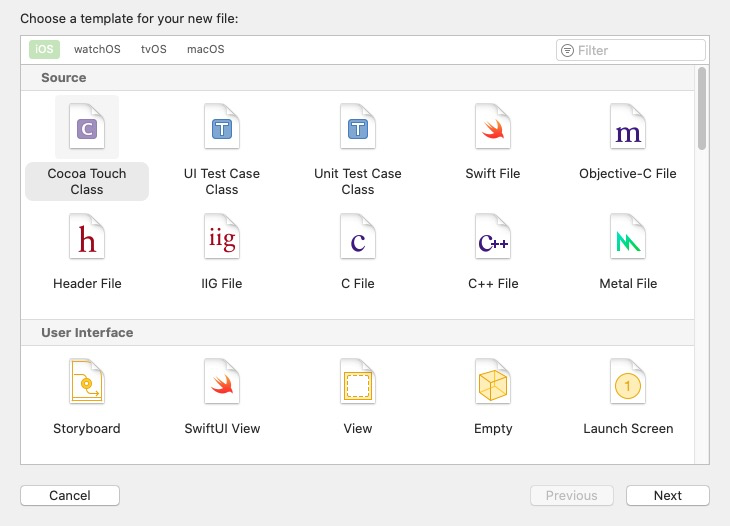 Choose a template for your new file:
iOS watchOS tvOS macOS Filter
Source
C T T m
Cocoa Touch Class
UI Test Case Class
Unit Test Case Class
Swift File
Objective-C File
h iig c C++
Header File
IIG File
C File
C++ File
Metal File
User Interface
1
Storyboard
SwiftUI View
View
Empty
Launch Screen
Cancel Previous Next